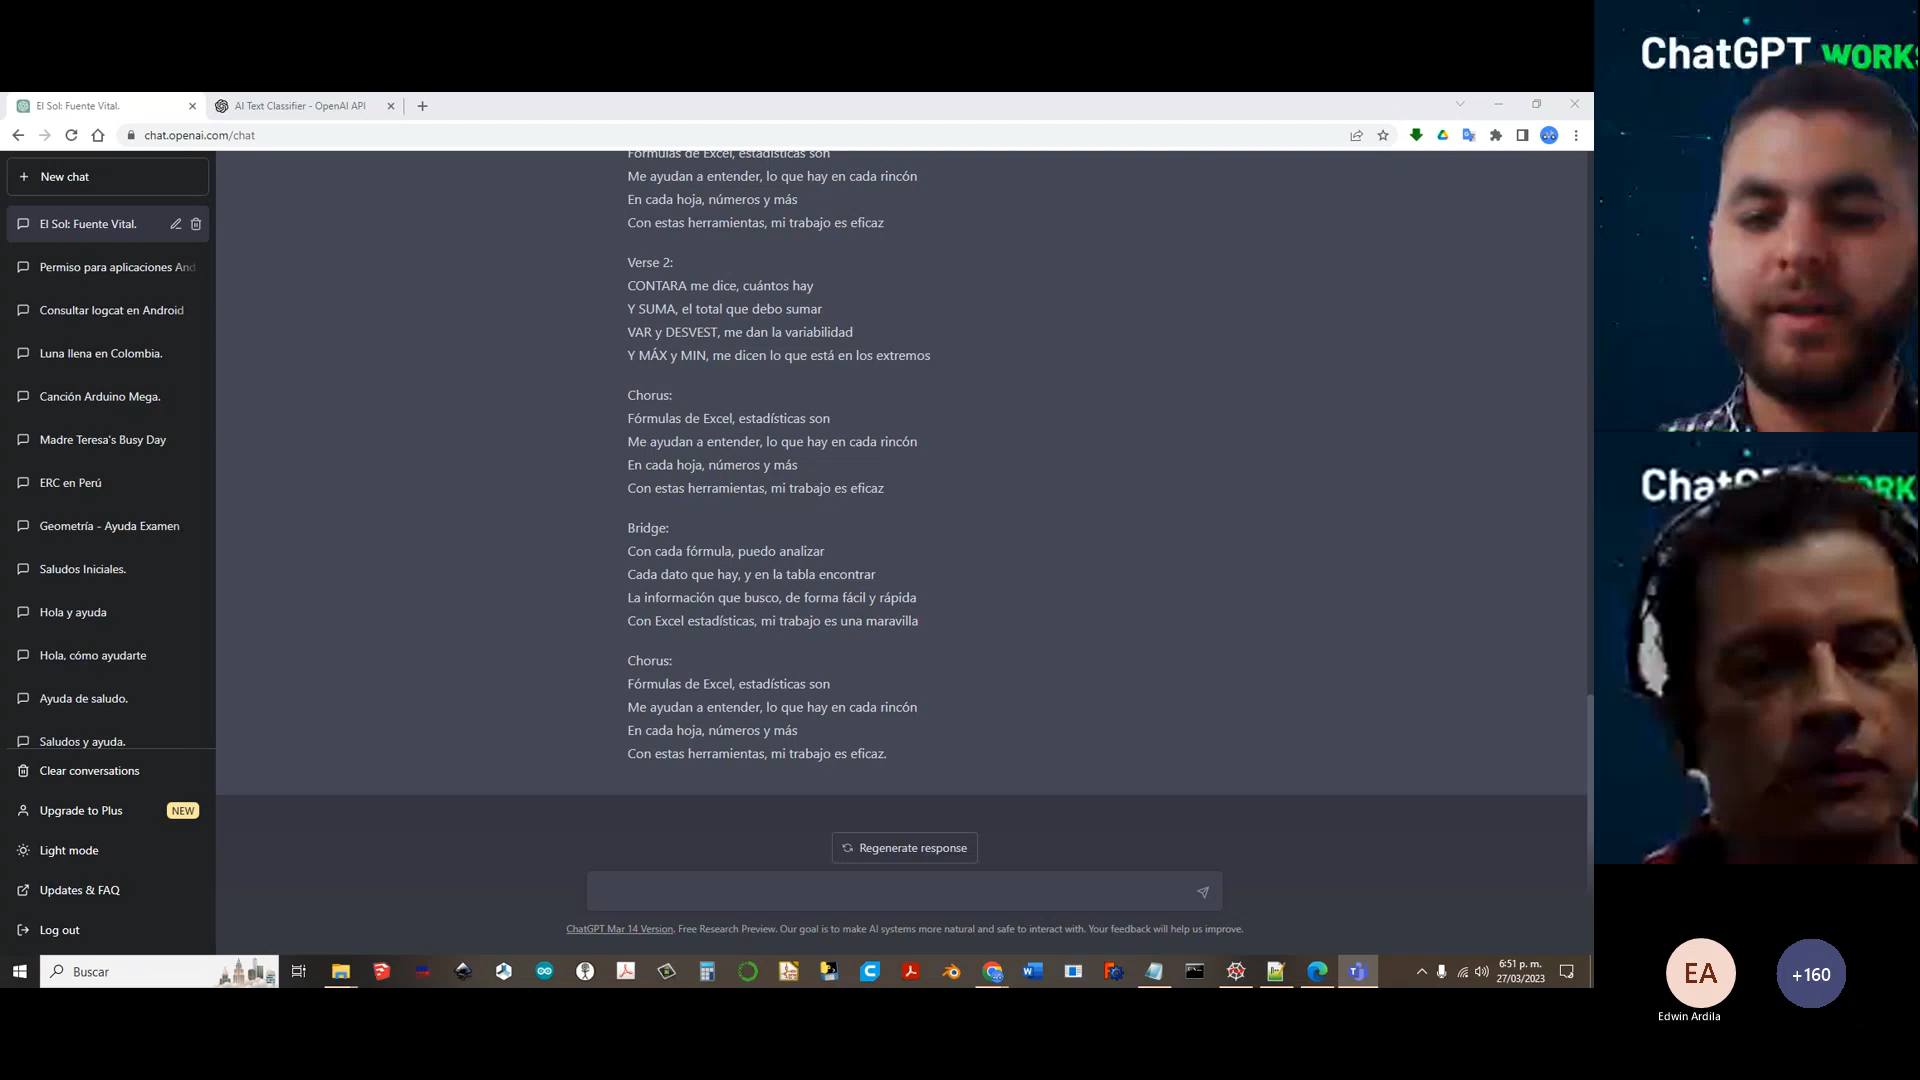 El Sol: Fuente Vital.
AI Text Classifier - OpenAI API
chat.openai.com/chat
New chat
El Sol: Fuente Vital.
Permiso para aplicaciones And
Consultar logcat en Android
Luna llena en Colombia.
Canción Arduino Mega.
Madre Teresa's Busy Day
ERC en Perú
Geometría - Ayuda Examen
Saludos Iniciales.
Hola y ayuda
Hola, cómo ayudarte
Ayuda de saludo.
Saludos y ayuda.
Clear conversations
Upgrade to Plus NEW
Light mode
Updates & FAQ
Log out
Fórmulas de Excel, estadísticas son
Me ayudan a entender, lo que hay en cada rincón
En cada hoja, números y más
Con estas herramientas, mi trabajo es eficaz
Verse 2:
CONTARA me dice, cuántos hay
Y SUMA, el total que debo sumar
VAR y DESVEST, me dan la variabilidad
Y MÁX y MIN, me dicen lo que está en los extremos
Chorus:
Fórmulas de Excel, estadísticas son
Me ayudan a entender, lo que hay en cada rincón
En cada hoja, números y más
Con estas herramientas, mi trabajo es eficaz
Bridge:
Con cada fórmula, puedo analizar
Cada dato que hay, y en la tabla encontrar
La información que busco, de forma fácil y rápida
Con Excel estadísticas, mi trabajo es una maravilla
Chorus:
Fórmulas de Excel, estadísticas son
Me ayudan a entender, lo que hay en cada rincón
En cada hoja, números y más
Con estas herramientas, mi trabajo es eficaz.
Regenerate response
ChatGPT Mar 14 Version. Free Research Preview. Our goal is to make AI systems more natural and safe to interact with. Your feedback will help us improve.
Buscar
6:51 p. m.
27/03/2023
ChatGPT WORKS
ChatG WORK
EA
+160
Edwin Ardila